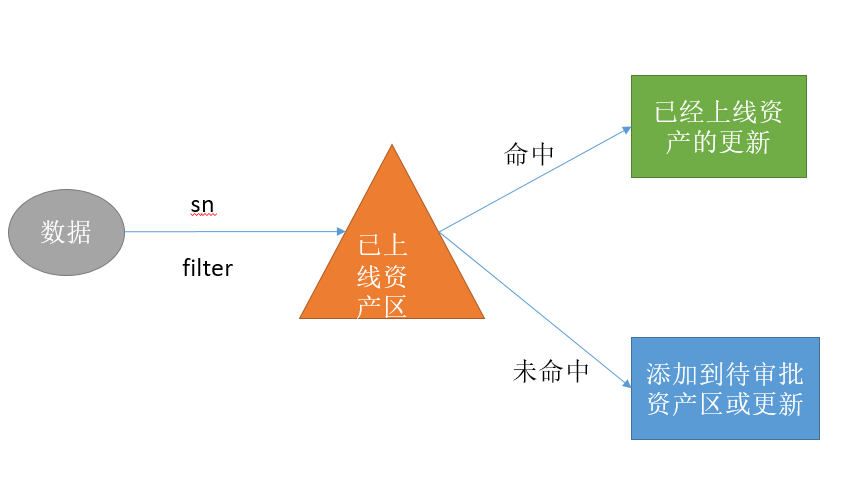 数据
sn
filter
已上
线资
产区
命中
未命中
已经上线资
产的更新
添加到待审批
资产区或更新